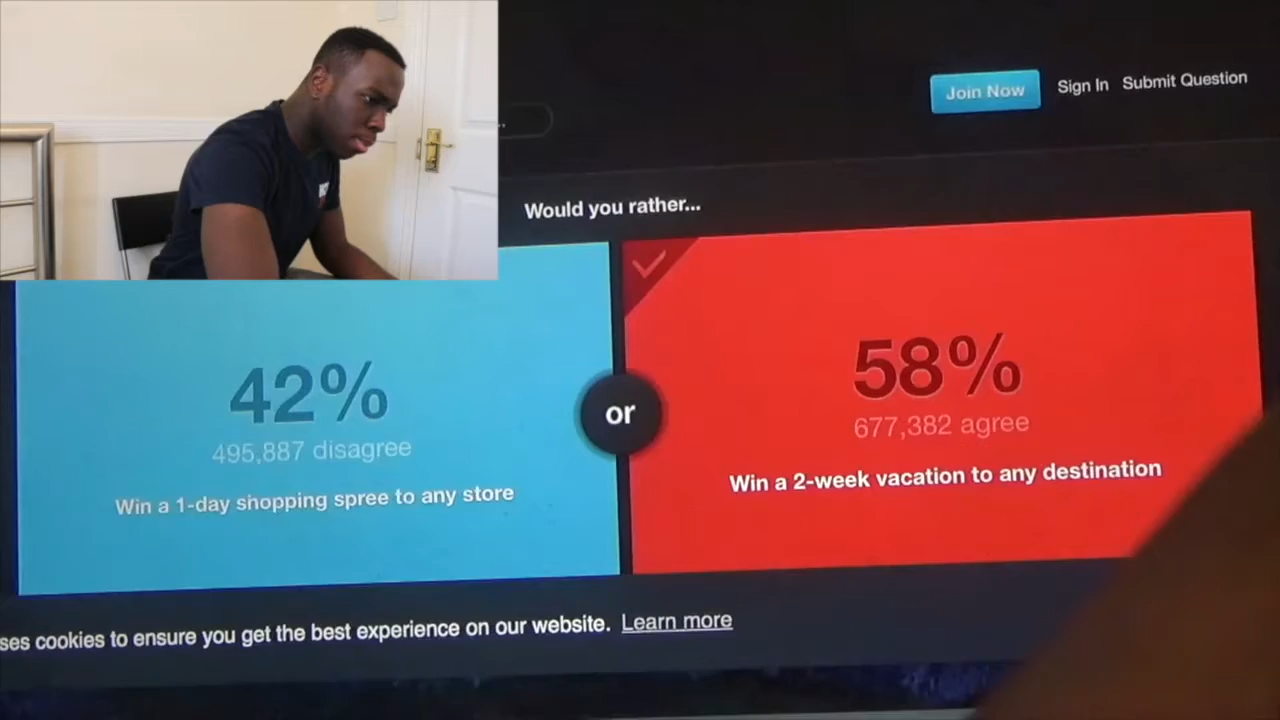 Join Now
Sign In
Submit Question
Would you rather...
42%
495,887 disagree
Win a 1-day shopping spree to any store
or
58%
677,382 agree
Win a 2-week vacation to any destination
ses cookies to ensure you get the best experience on our website. Learn more